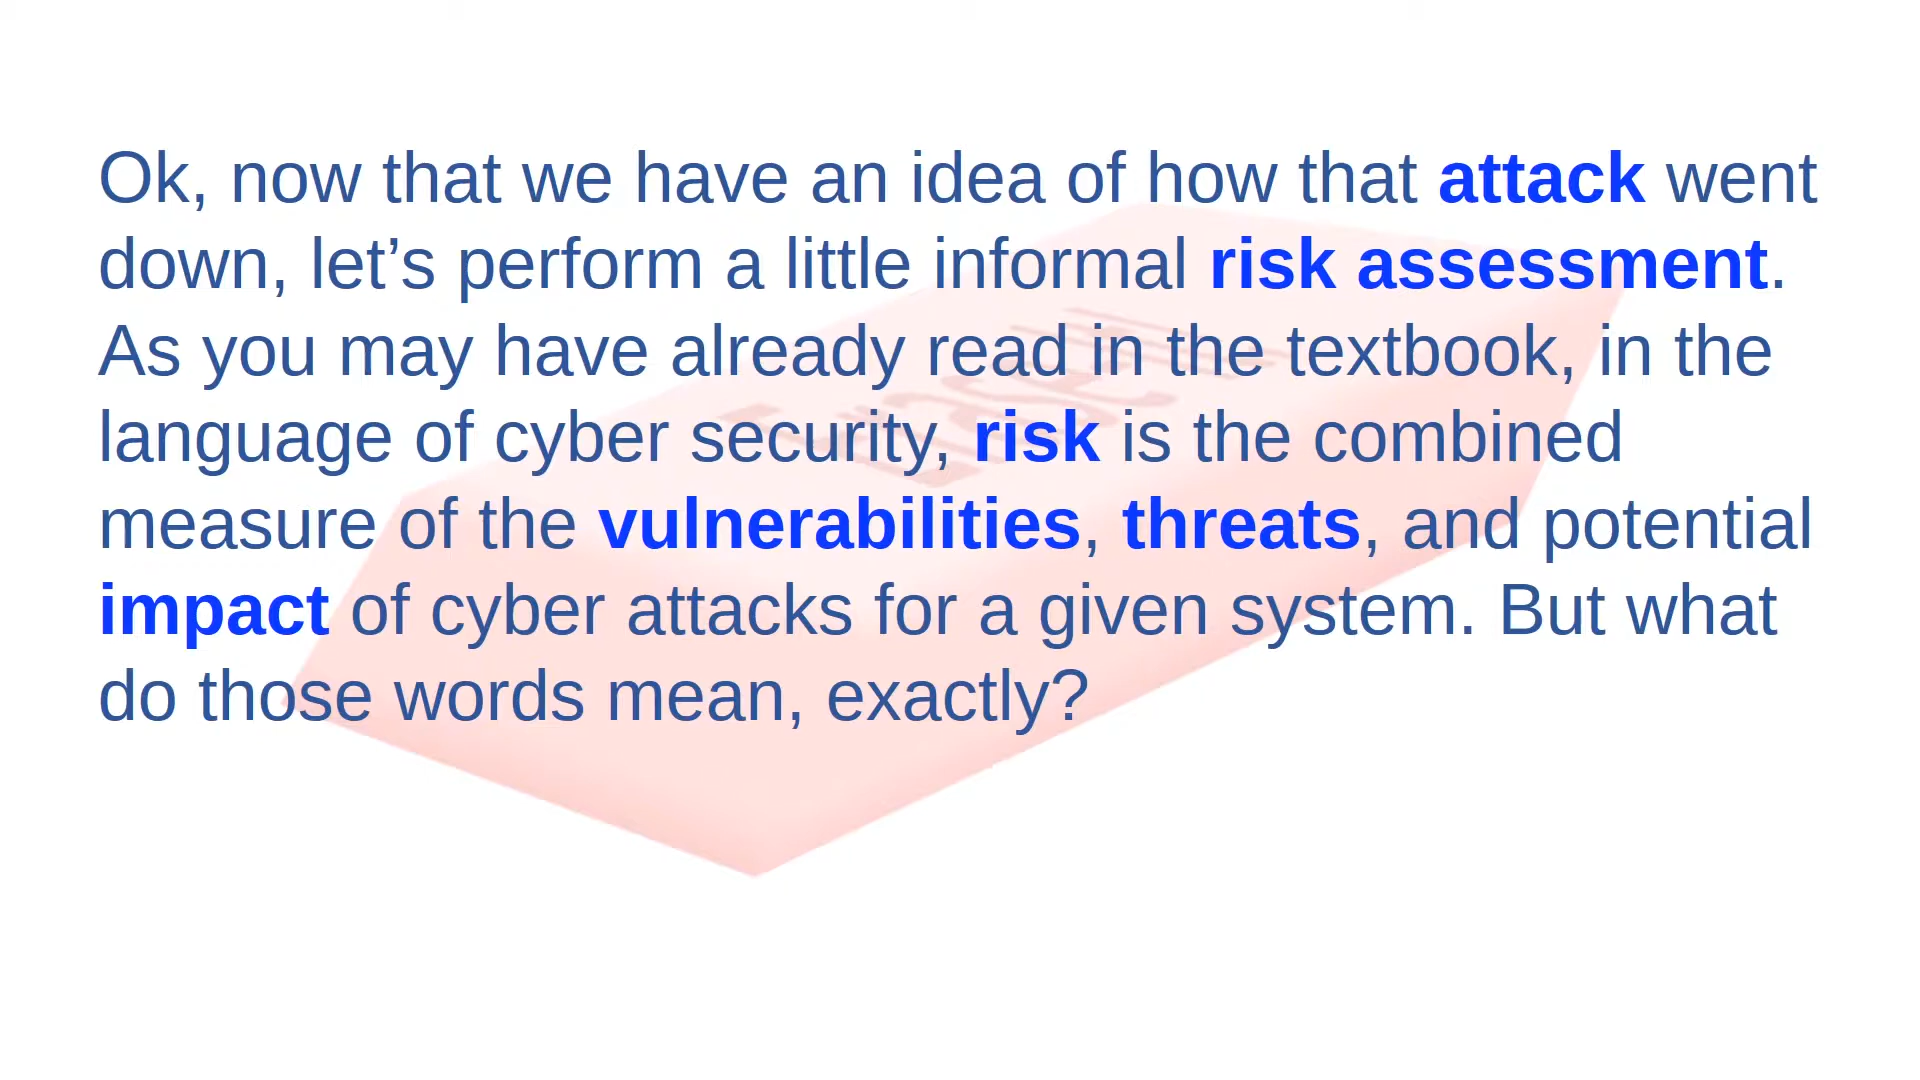 Ok, now that we have an idea of how that attack went
down, let’s perform a little informal risk assessment.
As you may have already read in the textbook, in the
language of cyber security, risk is the combined
measure of the vulnerabilities, threats, and potential
impact of cyber attacks for a given system. But what
do those words mean, exactly?